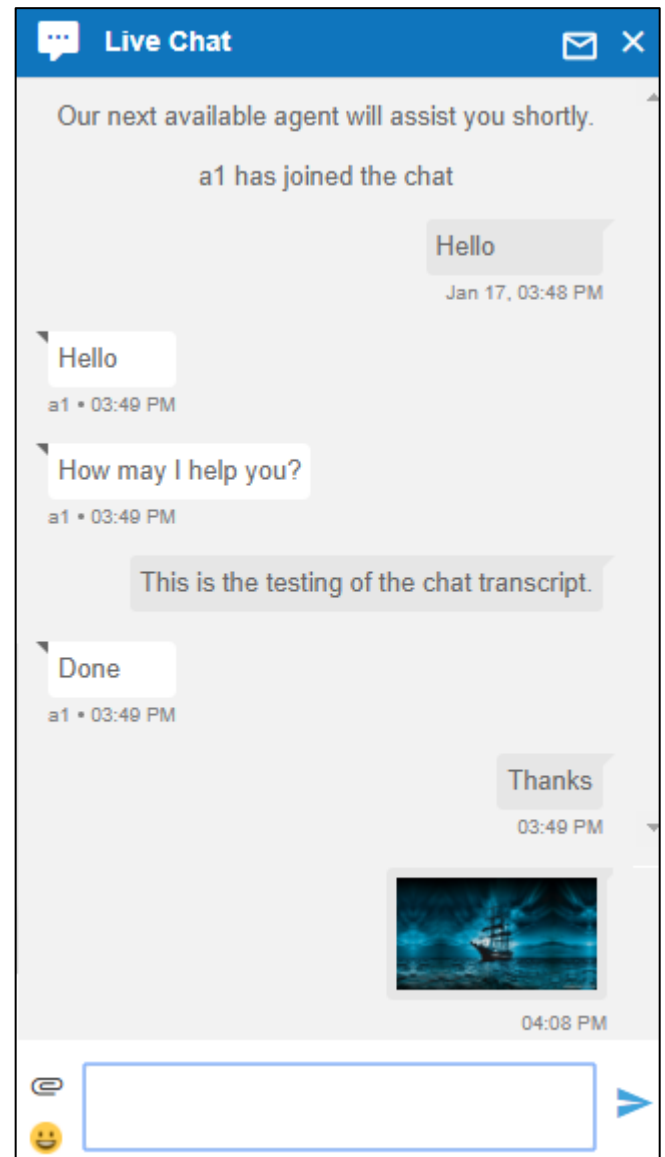 Live Chat
Our next available agent will assist you shortly.
a1 has joined the chat
Hello
Jan 17, 03:48 PM
Hello
a1 • 03:49 PM
How may I help you?
a1 • 03:49 PM
This is the testing of the chat transcript.
Done
a1 • 03:49 PM
Thanks
03:49 PM
04:08 PM